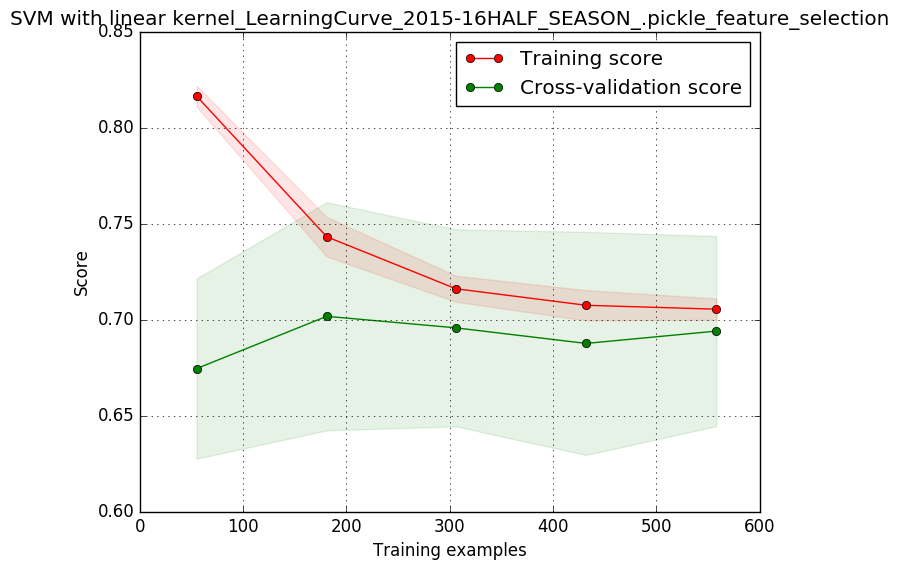 SVM with linear kernel_LearningCurve_2015-16HALF_SEASON_.pickle_feature_selection
0.85
Training score
Cross-validation score
0.80
0.75
Score
0.70
0.65
0.60
0 100 200 300 400 500 600
Training examples